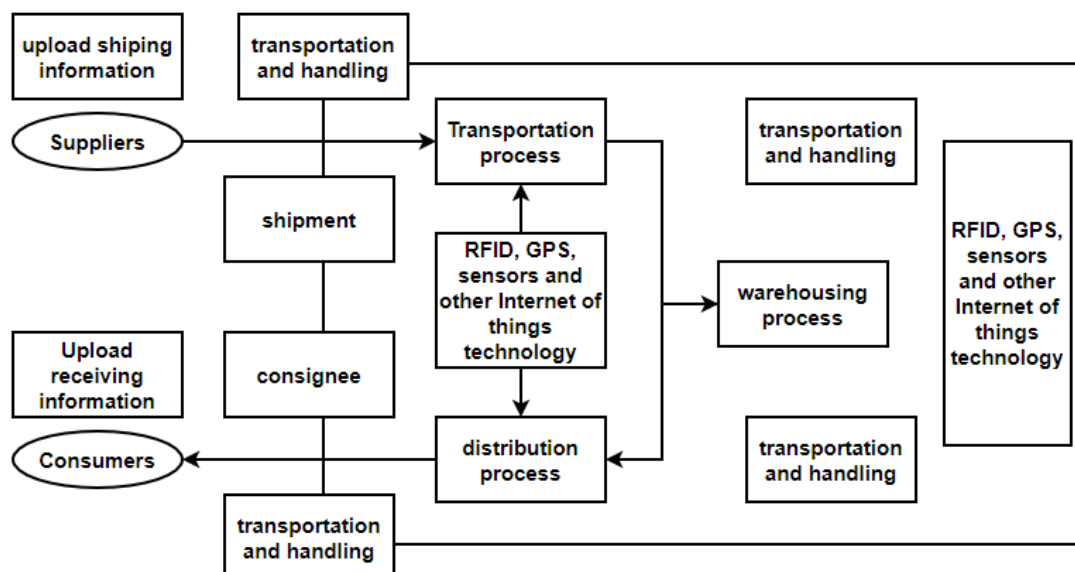 upload shiping
information
transportation
and handling
Suppliers
Transportation
process
transportation
and handling
shipment
RFID, GPS,
sensors and
other Internet of
things
technology
RFID, GPS,
sensors
and other
Internet of
things
technology
warehousing
process
Upload
receiving
information
consignee
Consumers
distribution
process
transportation
and handling
transportation
and handling